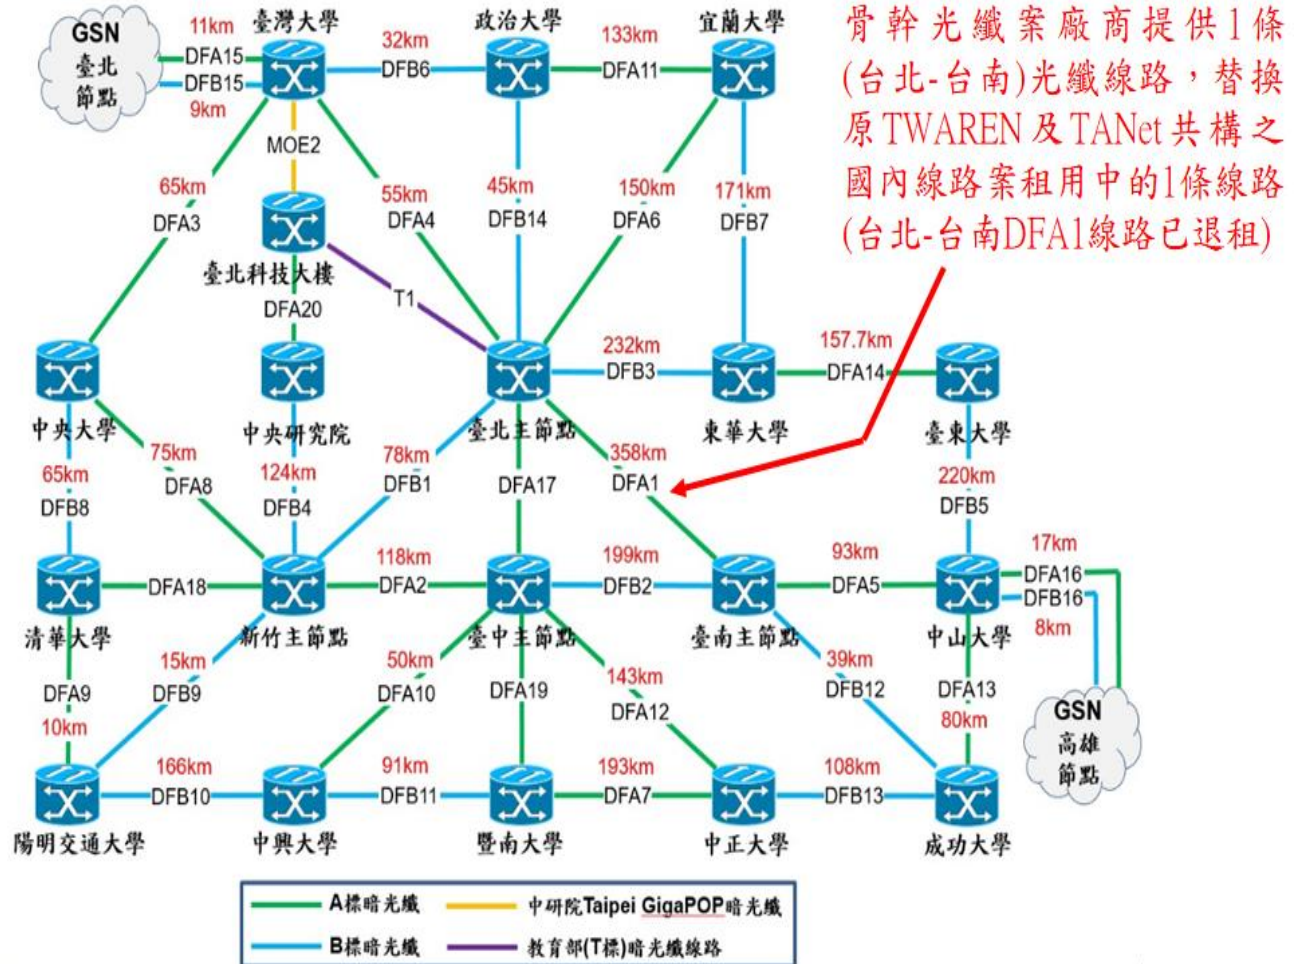 GSN
臺北
節點
11km
DFA15
DFB15
9km
臺灣大學
32km
DFB6
政治大學
133km
DFA11
宜蘭大學
骨幹光纖案廠商提供1條
(台北-台南)光纖線路，替換
原TWAREN及TANet共構之
國內線路案租用中的1條線路
(台北-台南DFA1線路已退租)
MOE2
65km
DFA3
55km
DFA4
45km
DFB14
150km
DFA6
171km
DFB7
臺北科技大樓
T1
DFA20
232km
DFB3
157.7km
DFA14
中央大學
中央研究院
臺北主節點
東華大學
臺東大學
65km
DFB8
75km
DFA8
124km
DFB4
78km
DFB1
DFA17
358km
DFA1
220km
DFB5
DFA18
118km
DFA2
199km
DFB2
93km
DFA5
17km
DFA16
DFB16
8km
清華大學
新竹主節點
臺中主節點
臺南主節點
中山大學
DFA9
10km
15km
DFB9
50km
DFA10
DFA19
143km
DFA12
39km
DFB12
DFA13
80km
GSN
高雄
節點
166km
DFB10
91km
DFB11
193km
DFA7
108km
DFB13
陽明交通大學
中興大學
暨南大學
中正大學
成功大學
A標暗光纖
中研院Taipei GigaPOP暗光纖
B標暗光纖
教育部(T標)暗光纖線路